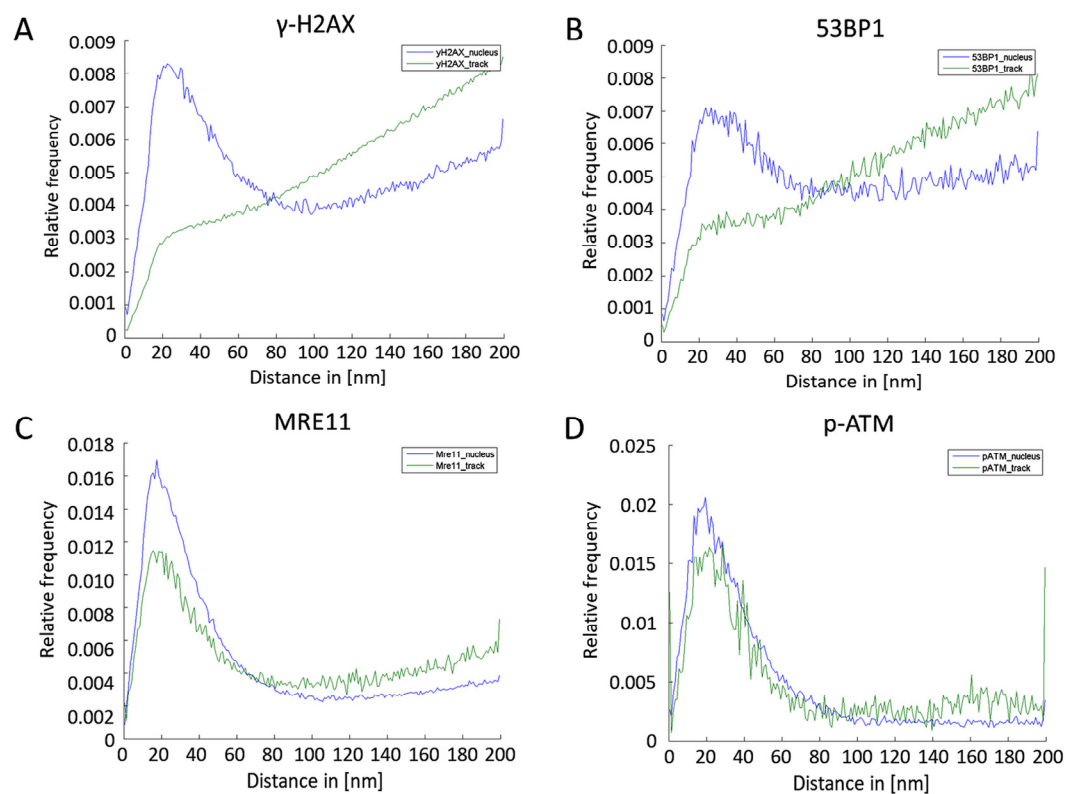 A
γ-H2AX
0.009
0.008
0.007
0.006
0.005
0.004
0.003
0.002
0.001
0
Relative frequency
yH2AX_nucleus
yH2AX_track
0 20 40 60 80 100 120 140 160 180 200
Distance in [nm]
B
53BP1
0.009
0.008
0.007
0.006
0.005
0.004
0.003
0.002
0.001
0
Relative frequency
53BP1_nucleus
53BP1_track
0 20 40 60 80 100 120 140 160 180 200
Distance in [nm]
C
MRE11
0.018
0.016
0.014
0.012
0.010
0.008
0.006
0.004
0.002
0
Relative frequency
Mre11_nucleus
Mre11_track
0 20 40 60 80 100 120 140 160 180 200
Distance in [nm]
D
p-ATM
0.025
0.02
0.015
0.01
0.005
0
Relative frequency
pATM_nucleus
pATM_track
0 20 40 60 80 100 120 140 160 180 200
Distance in [nm]